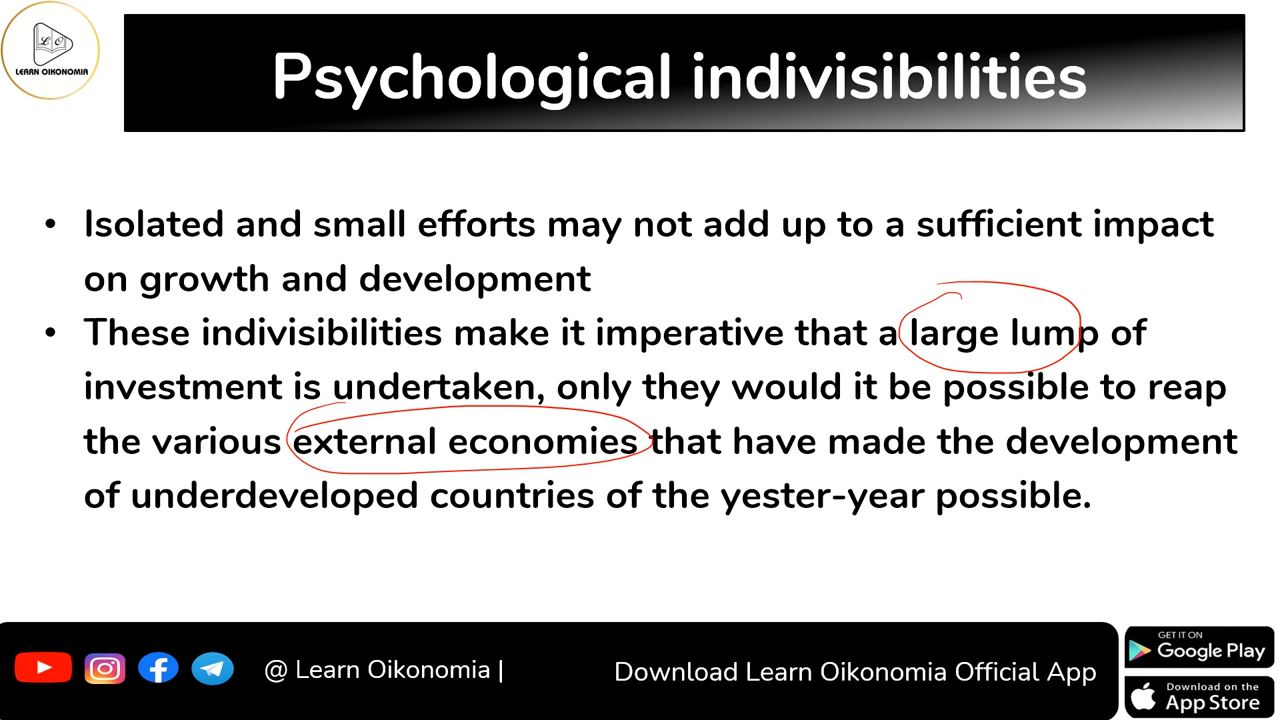 L O
LEARN OIKONOMIA
Psychological indivisibilities
• Isolated and small efforts may not add up to a sufficient impact
on growth and development
• These indivisibilities make it imperative that a large lump of
investment is undertaken, only they would it be possible to reap
the various external economies that have made the development
of underdeveloped countries of the yester-year possible.
@ Learn Oikonomia |
Download Learn Oikonomia Official App
GET IT ON
Google Play
Download on the
App Store